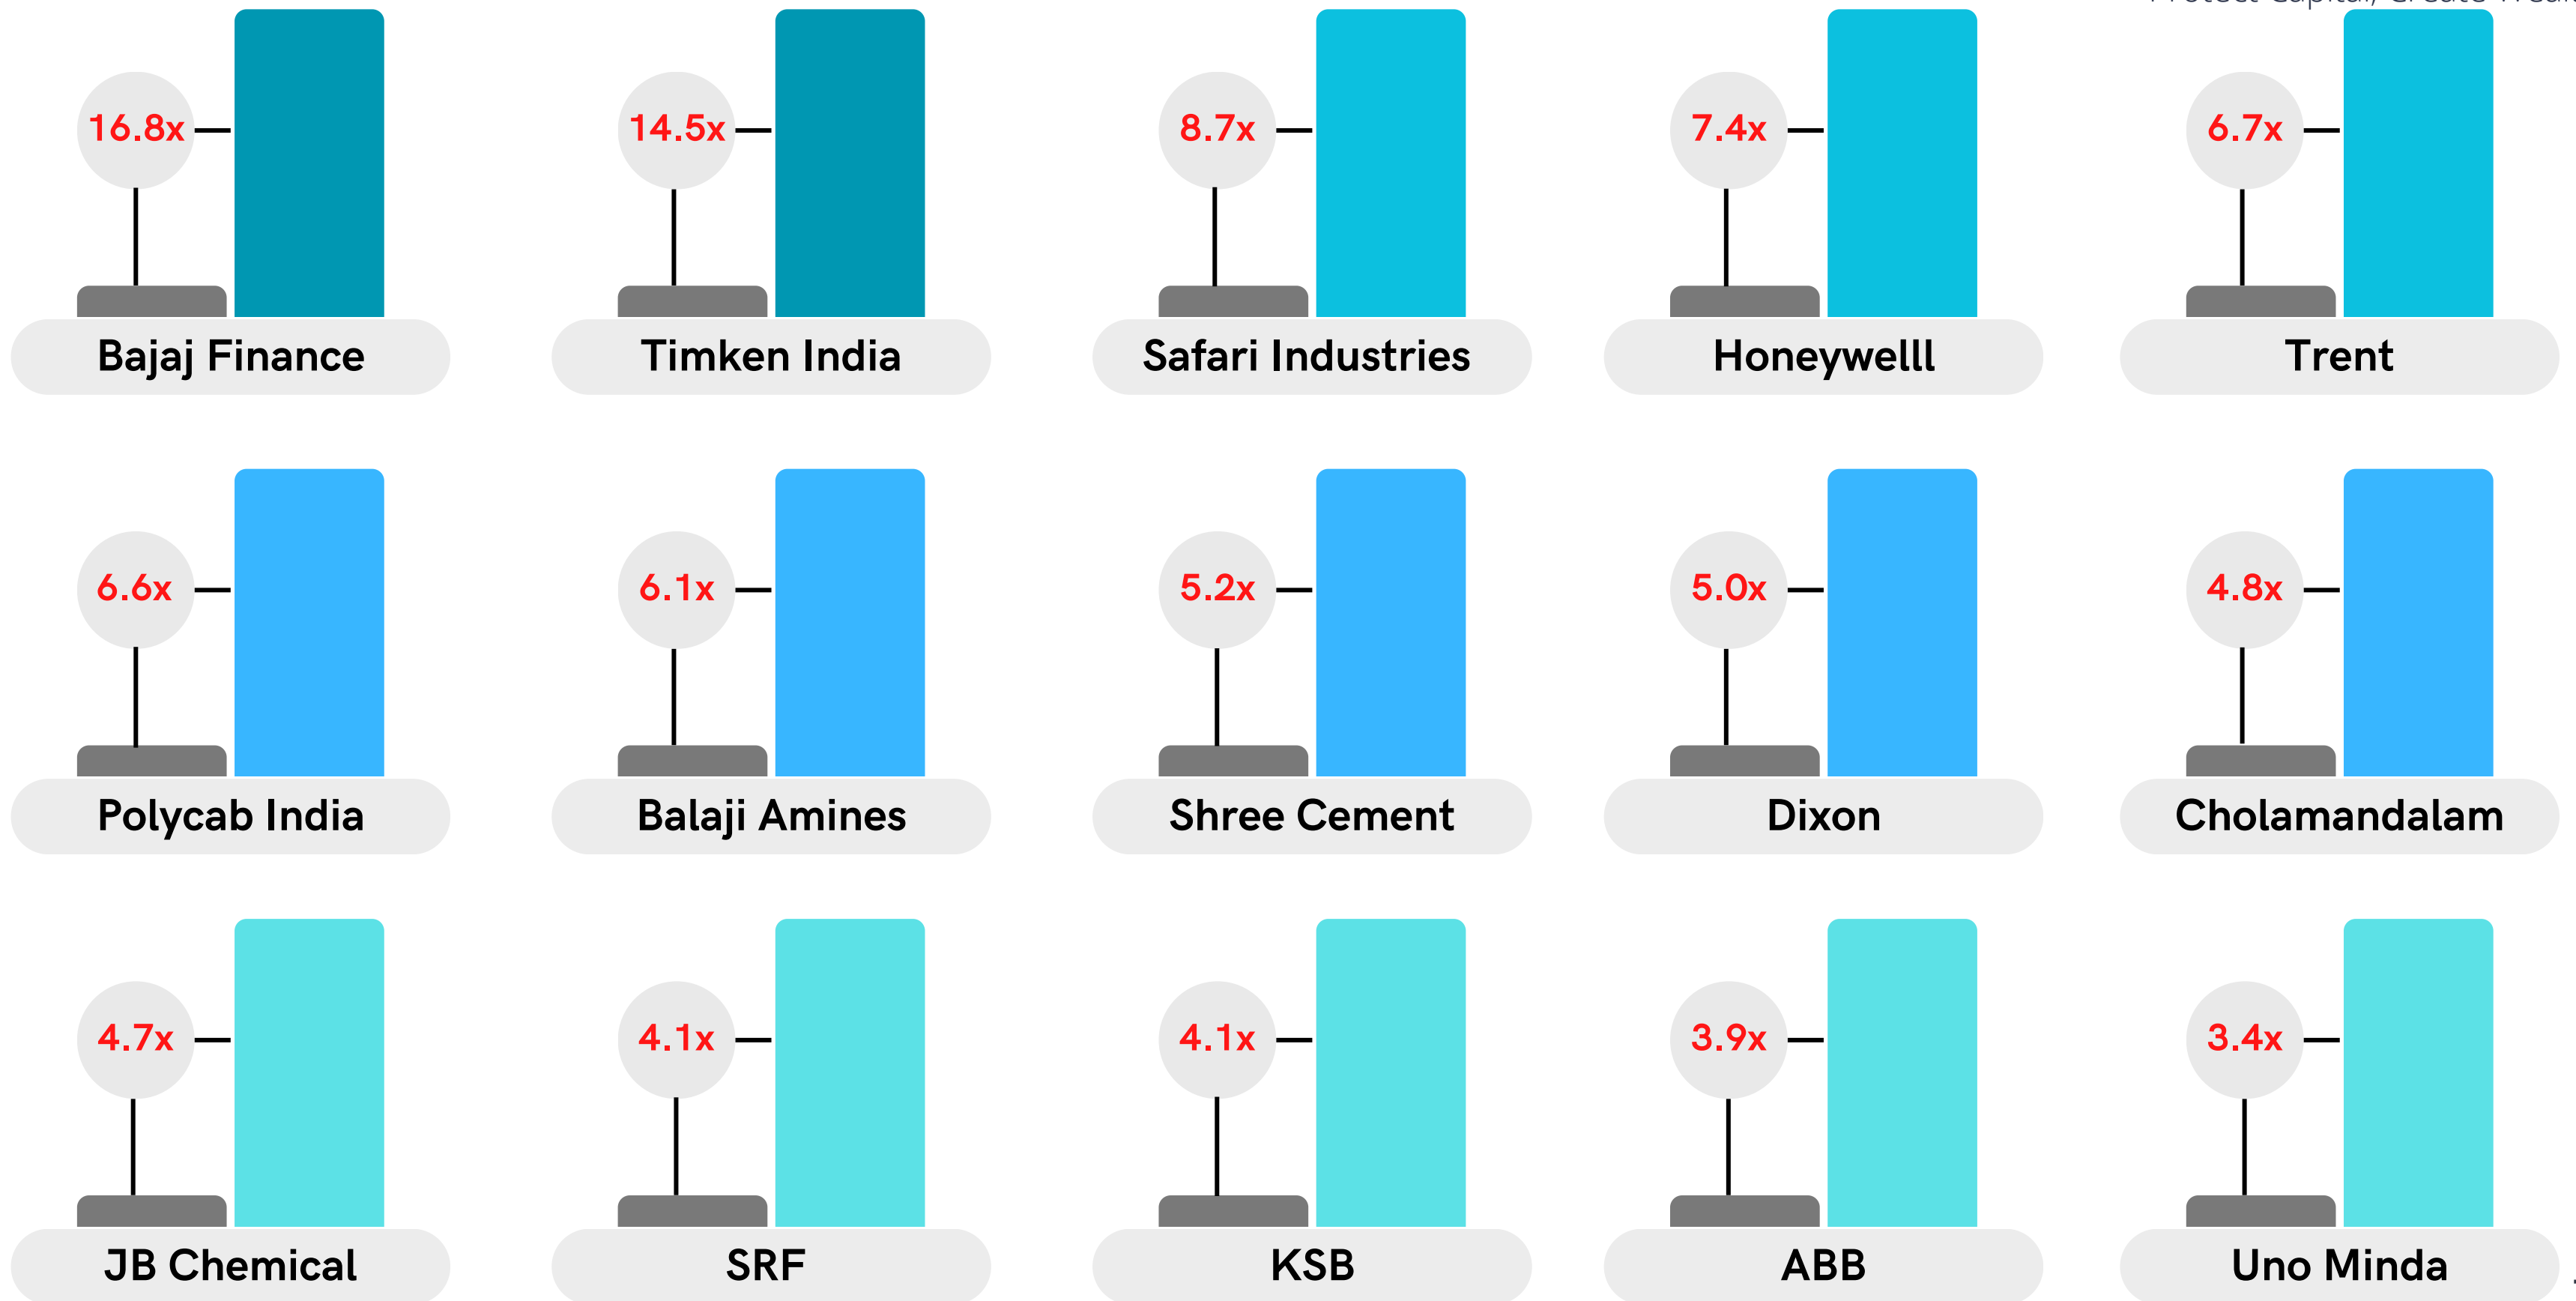 16.8x
14.5x
8.7x
7.4x
6.7x
Bajaj Finance
Timken India
Safari Industries
Honeywelll
Trent
6.6x
6.1x
5.2x
5.0x
4.8x
Polycab India
Balaji Amines
Shree Cement
Dixon
Cholamandalam
4.7x
4.1x
4.1x
3.9x
3.4x
JB Chemical
SRF
KSB
ABB
Uno Minda